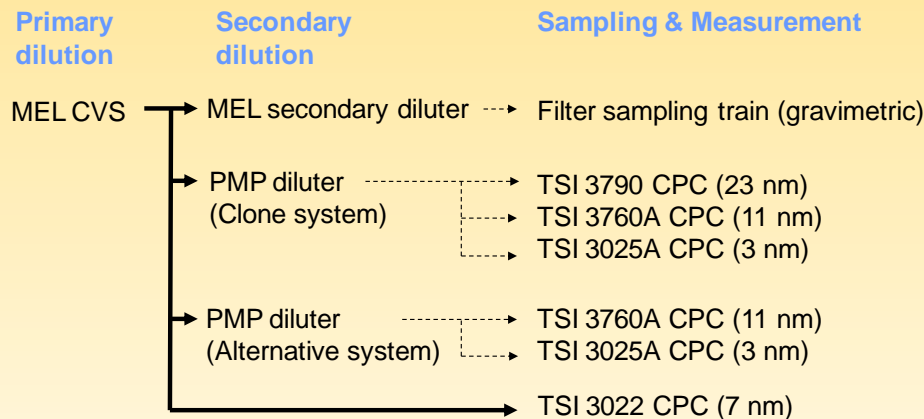 Primary dilution
Secondary dilution
Sampling & Measurement
MEL CVS
MEL secondary diluter
Filter sampling train (gravimetric)
PMP diluter
(Clone system)
TSI 3790 CPC (23 nm)
TSI 3760A CPC (11 nm)
TSI 3025A CPC (3 nm)
PMP diluter
(Alternative system)
TSI 3760A CPC (11 nm)
TSI 3025A CPC (3 nm)
TSI 3022 CPC (7 nm)